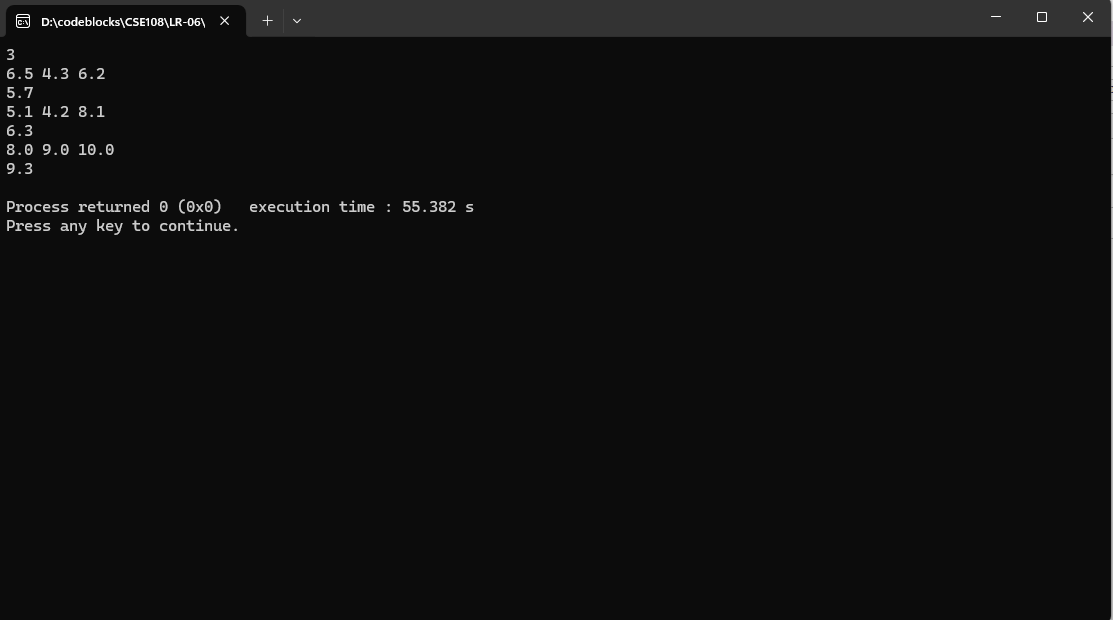 D:\codeblocks\CSE108\LR-06\
3
6.5 4.3 6.2
5.7
5.1 4.2 8.1
6.3
8.0 9.0 10.0
9.3
Process returned 0 (0x0)   execution time : 55.382 s
Press any key to continue.